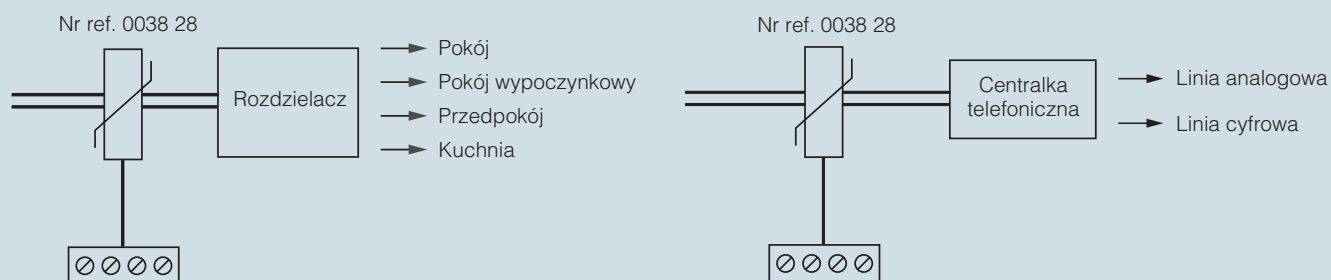 Nr ref. 0038 28
Rozdzielacz
Pokój
Pokój wypoczynkowy
Przedpokój
Kuchnia
Nr ref. 0038 28
Centralka
telefoniczna
Linia analogowa
Linia cyfrowa